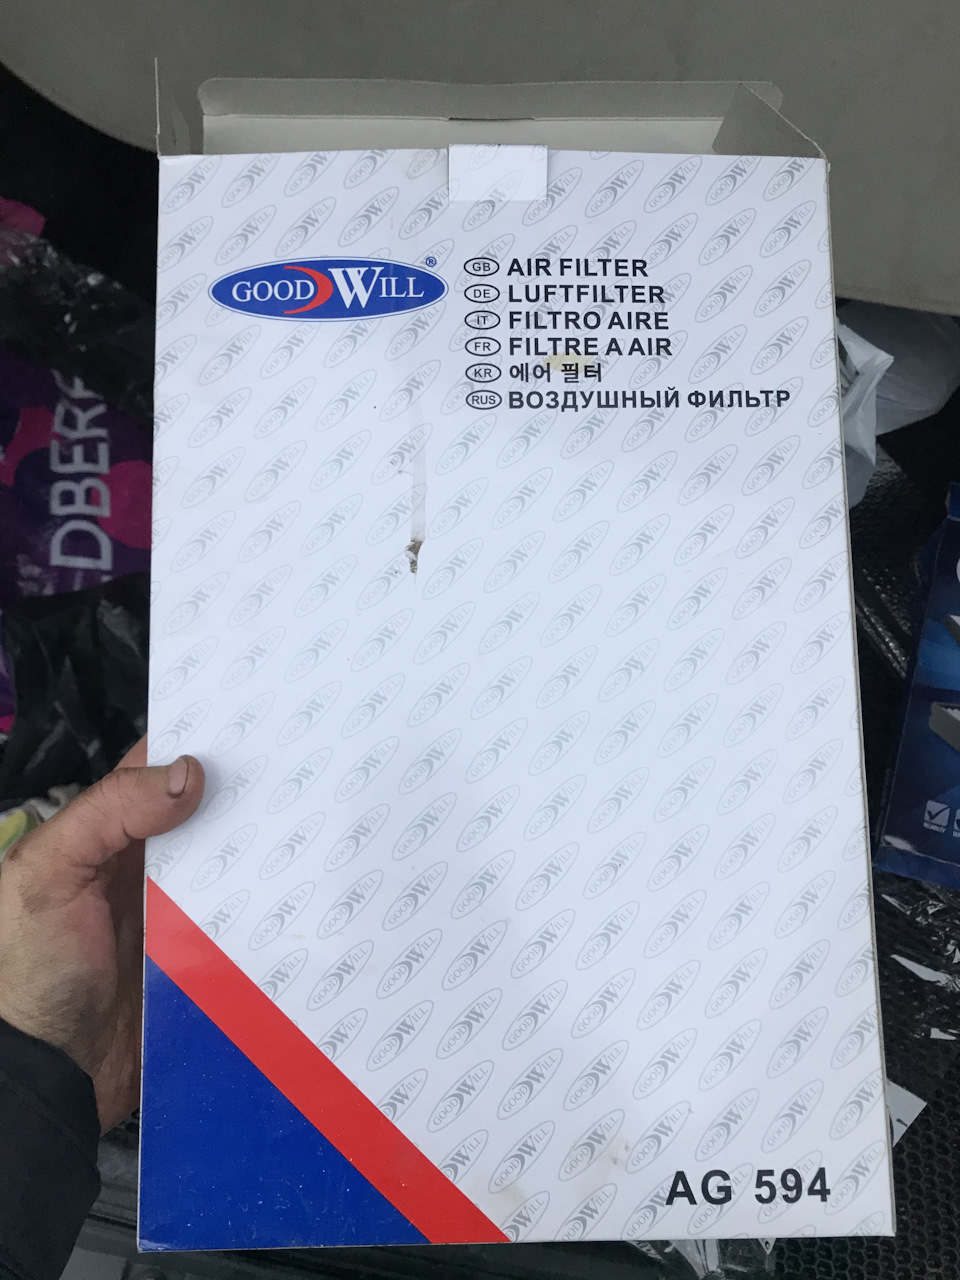 GOOD WILL ®
GB AIR FILTER
DE LUFTFILTER
IT FILTRO AIRE
FR FILTRE A AIR
KR 에어 필터
RUS ВОЗДУШНЫЙ ФИЛЬТР
AG 594